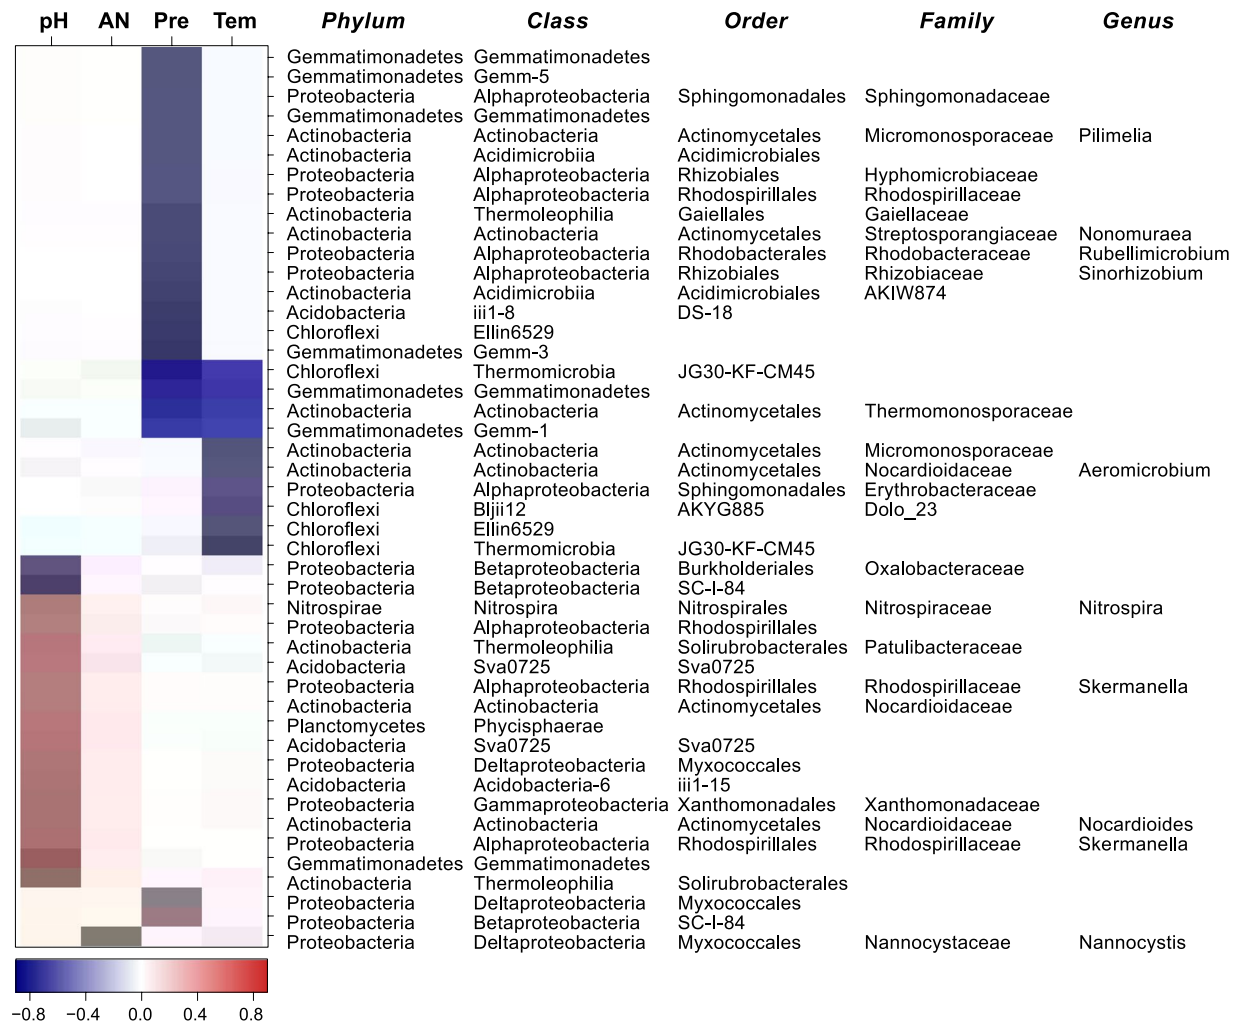 pH AN Pre Tem Phylum Class Order Family Genus
Gemmatimonadetes Gemmatimonadetes
Gemmatimonadetes Gemm-5
Proteobacteria Alphaproteobacteria Sphingomonadales Sphingomonadaceae
Gemmatimonadetes Gemmatimonadetes
Actinobacteria Actinobacteria Actinomycetales Micromonosporaceae Pilimelia
Actinobacteria Acidimicrobiia Acidimicrobiales
Proteobacteria Alphaproteobacteria Rhizobiales Hyphomicrobiaceae
Proteobacteria Alphaproteobacteria Rhodospirillales Rhodospirillaceae
Actinobacteria Thermoleophilia Gaiellales Gaiellaceae
Actinobacteria Actinobacteria Actinomycetales Streptosporangiaceae Nonomuraea
Proteobacteria Alphaproteobacteria Rhodobacterales Rhodobacteraceae Rubellimicrobium
Proteobacteria Alphaproteobacteria Rhizobiales Rhizobiaceae Sinorhizobium
Actinobacteria Acidimicrobiia Acidimicrobiales AKIW874
Acidobacteria iii1-8 DS-18
Chloroflexi Ellin6529
Gemmatimonadetes Gemm-3
Chloroflexi Thermomicrobia JG30-KF-CM45
Gemmatimonadetes Gemmatimonadetes
Actinobacteria Actinobacteria Actinomycetales Thermomonosporaceae
Gemmatimonadetes Gemm-1
Actinobacteria Actinobacteria Actinomycetales Micromonosporaceae
Actinobacteria Actinobacteria Actinomycetales Nocardioidaceae Aeromicrobium
Proteobacteria Alphaproteobacteria Sphingomonadales Erythrobacteraceae
Chloroflexi Bljii12 AKYG885 Dolo_23
Chloroflexi Ellin6529
Chloroflexi Thermomicrobia JG30-KF-CM45
Proteobacteria Betaproteobacteria Burkholderiales Oxalobacteraceae
Proteobacteria Betaproteobacteria SC-I-84
Nitrospirae Nitrospira Nitrospirales Nitrospiraceae Nitrospira
Proteobacteria Alphaproteobacteria Rhodospirillales
Actinobacteria Thermoleophilia Solirubrobacterales Patulibacteraceae
Acidobacteria Sva0725 Sva0725
Proteobacteria Alphaproteobacteria Rhodospirillales Rhodospirillaceae Skermanella
Actinobacteria Actinobacteria Actinomycetales Nocardioidaceae
Planctomycetes Phycisphaerae
Acidobacteria Sva0725 Sva0725
Proteobacteria Deltaproteobacteria Myxococcales
Acidobacteria Acidobacteria-6 iii1-15
Proteobacteria Gammaproteobacteria Xanthomonadales Xanthomonadaceae
Actinobacteria Actinobacteria Actinomycetales Nocardioidaceae Nocardioides
Proteobacteria Alphaproteobacteria Rhodospirillales Rhodospirillaceae Skermanella
Gemmatimonadetes Gemmatimonadetes
Actinobacteria Thermoleophilia Solirubrobacterales
Proteobacteria Deltaproteobacteria Myxococcales
Proteobacteria Betaproteobacteria SC-I-84
Proteobacteria Deltaproteobacteria Myxococcales Nannocystaceae Nannocystis
−0.8 −0.4 0.0 0.4 0.8